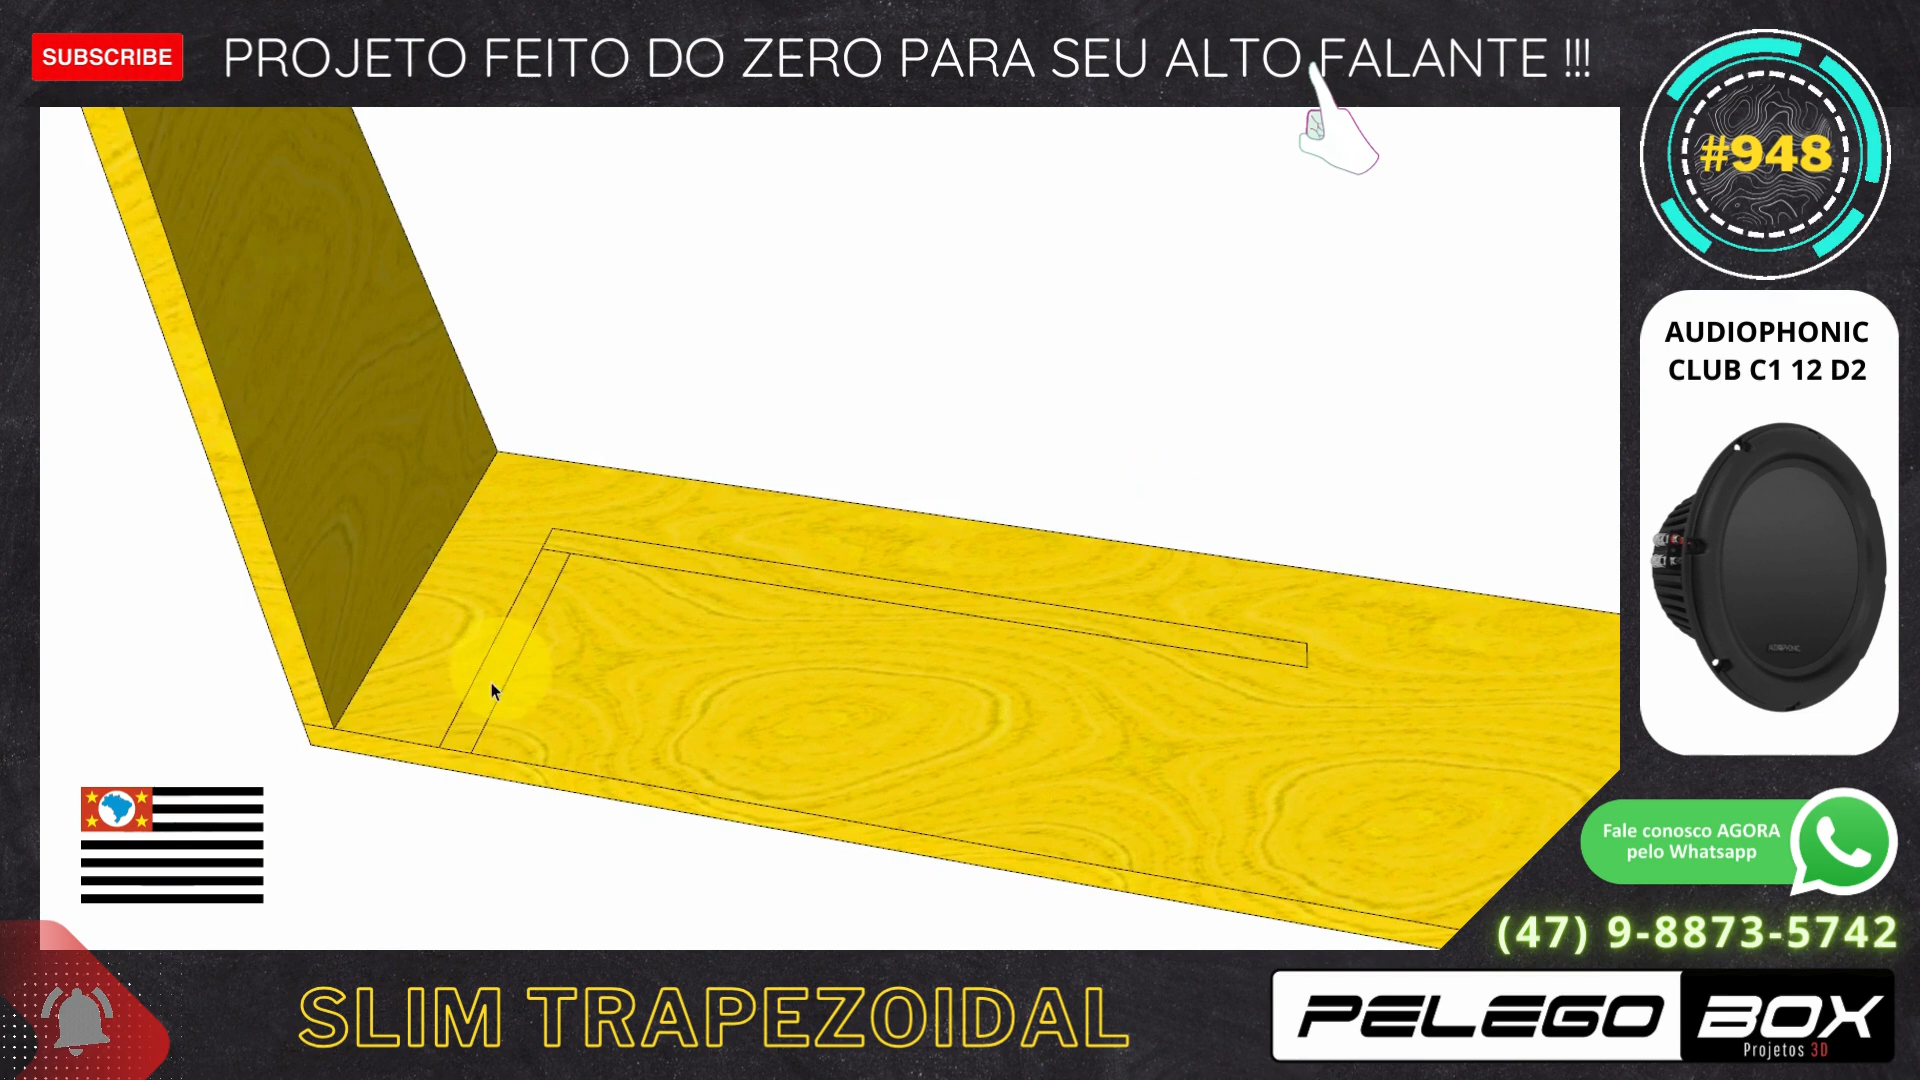 SUBSCRIBE
PROJETO FEITO DO ZERO PARA SEU ALTO FALANTE !!!
#948
AUDIOPHONIC
CLUB C1 12 D2
Fale conosco AGORA
pelo Whatsapp
(47) 9-8873-5742
SLIM TRAPEZOIDAL
PELEGO BOX
Projetos 3D